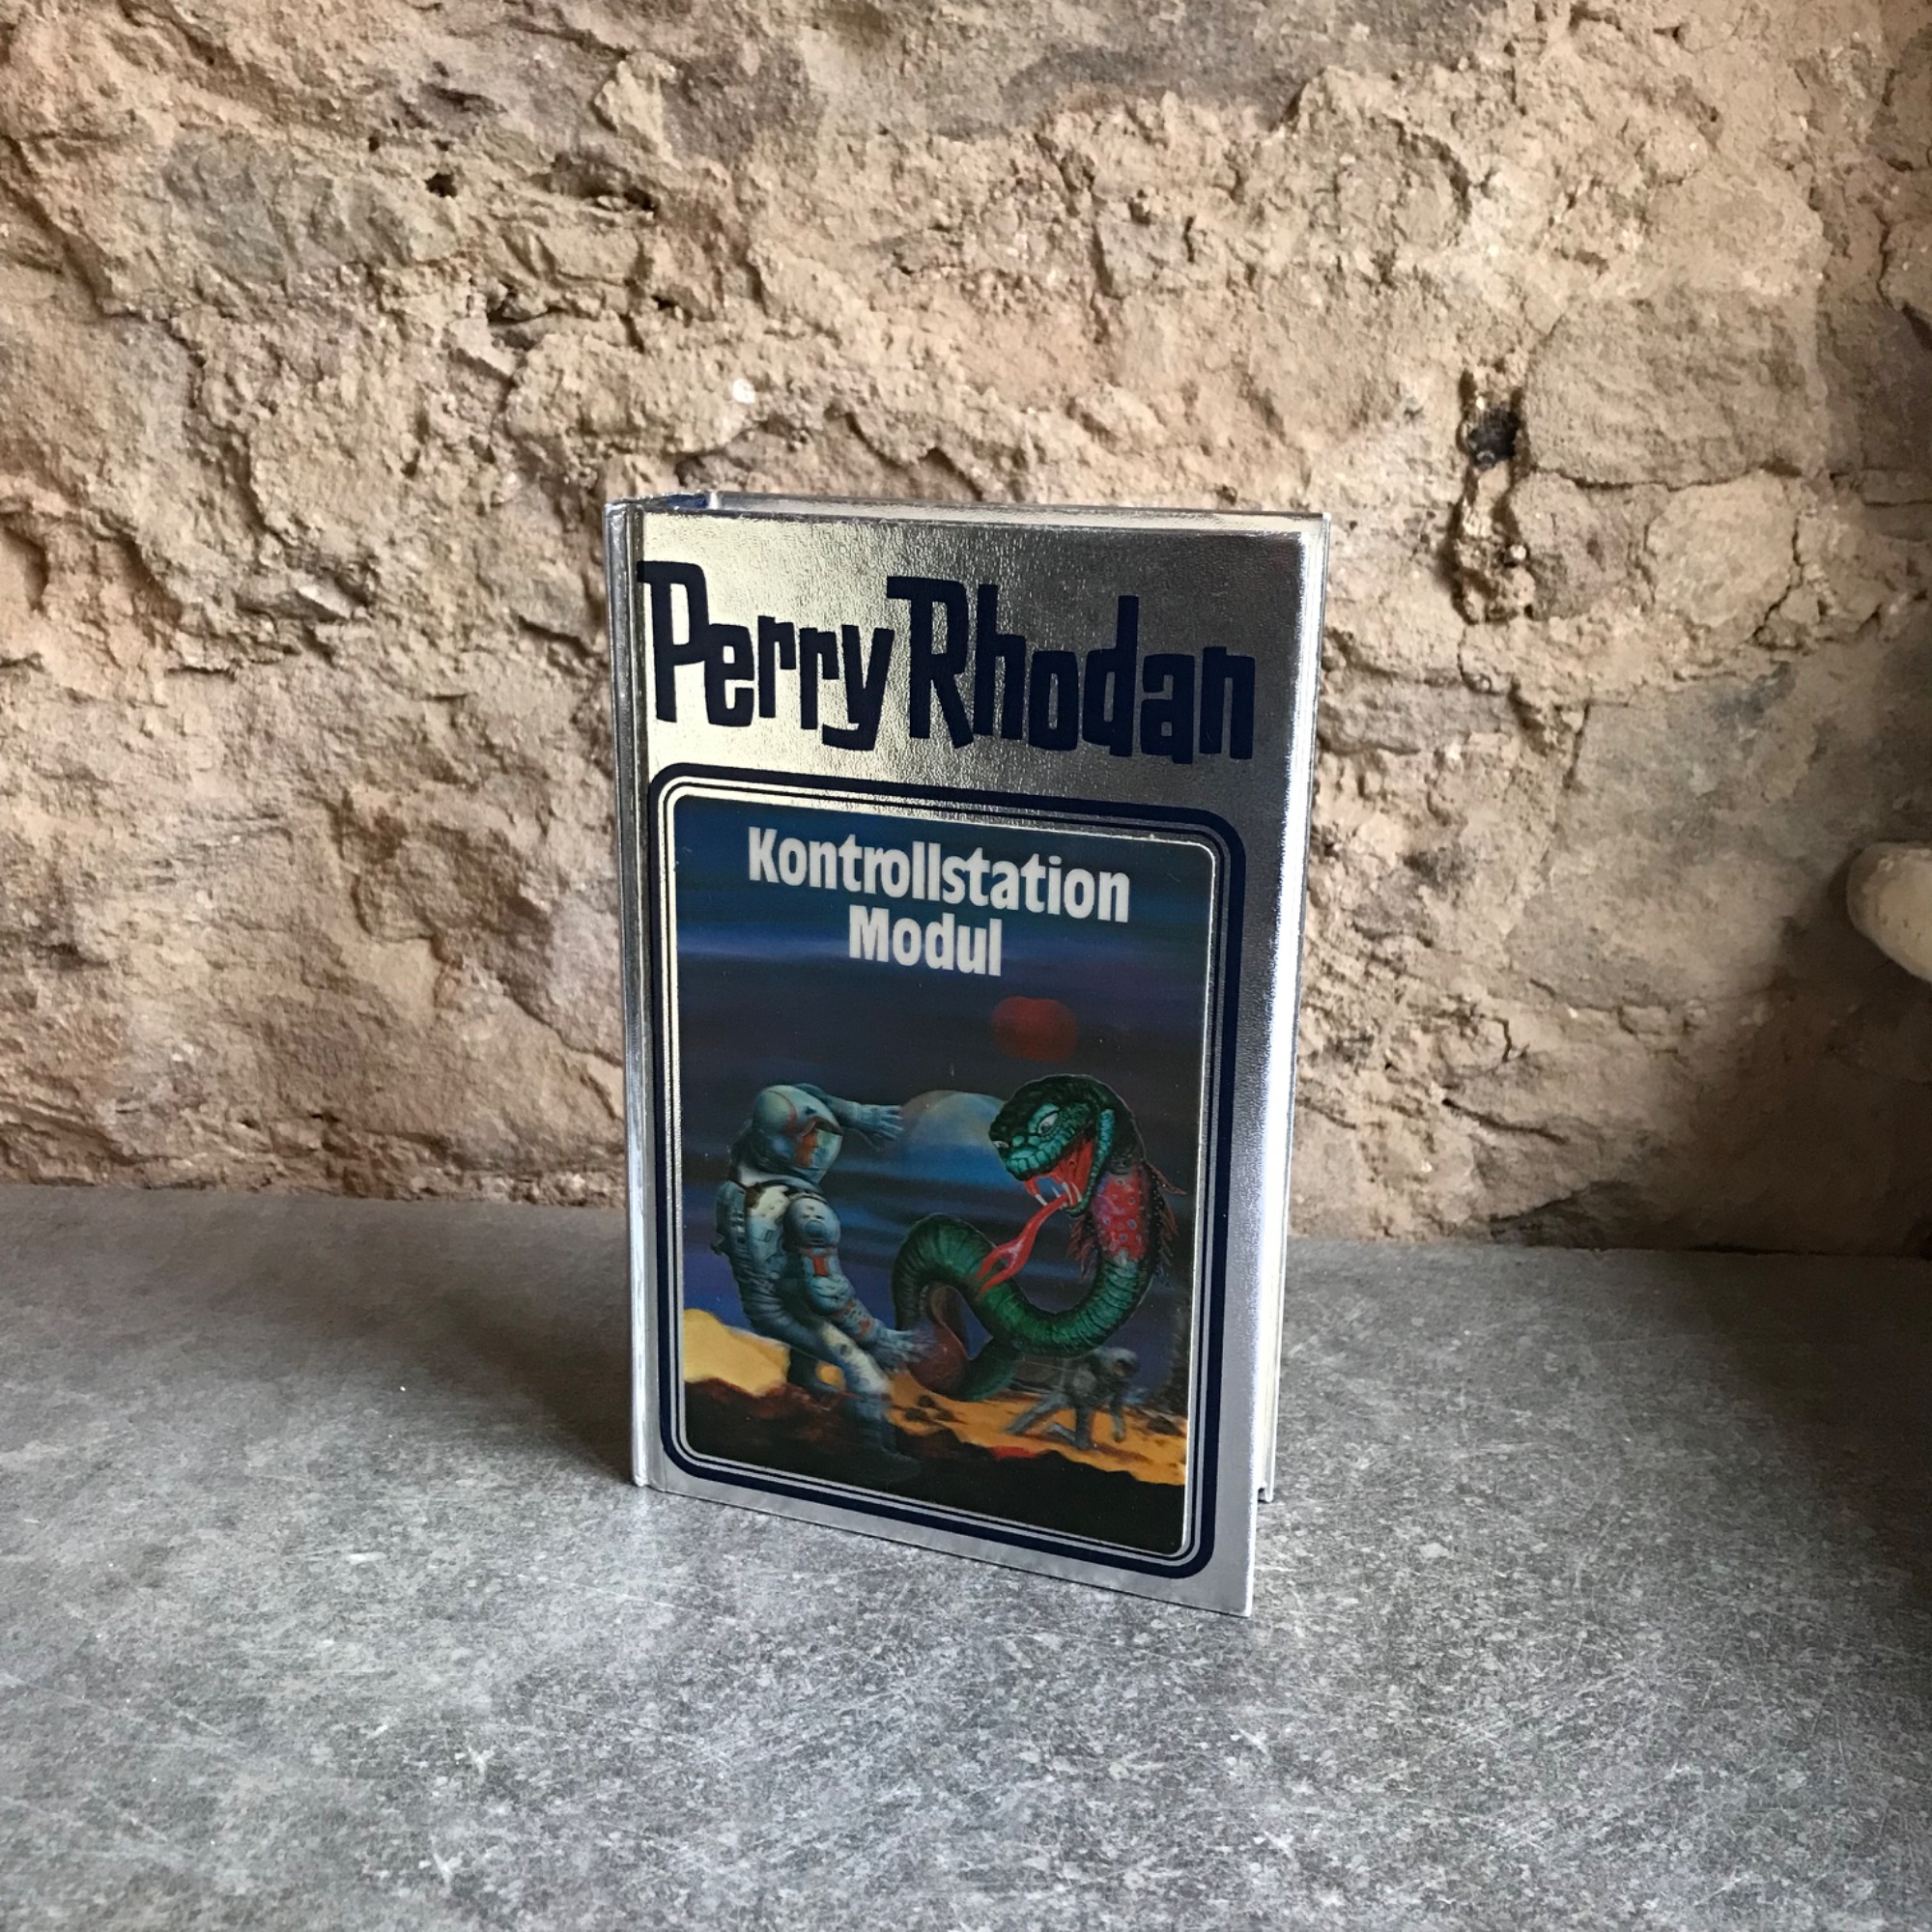 Perry Rhodan
Kontrollstation
Modul